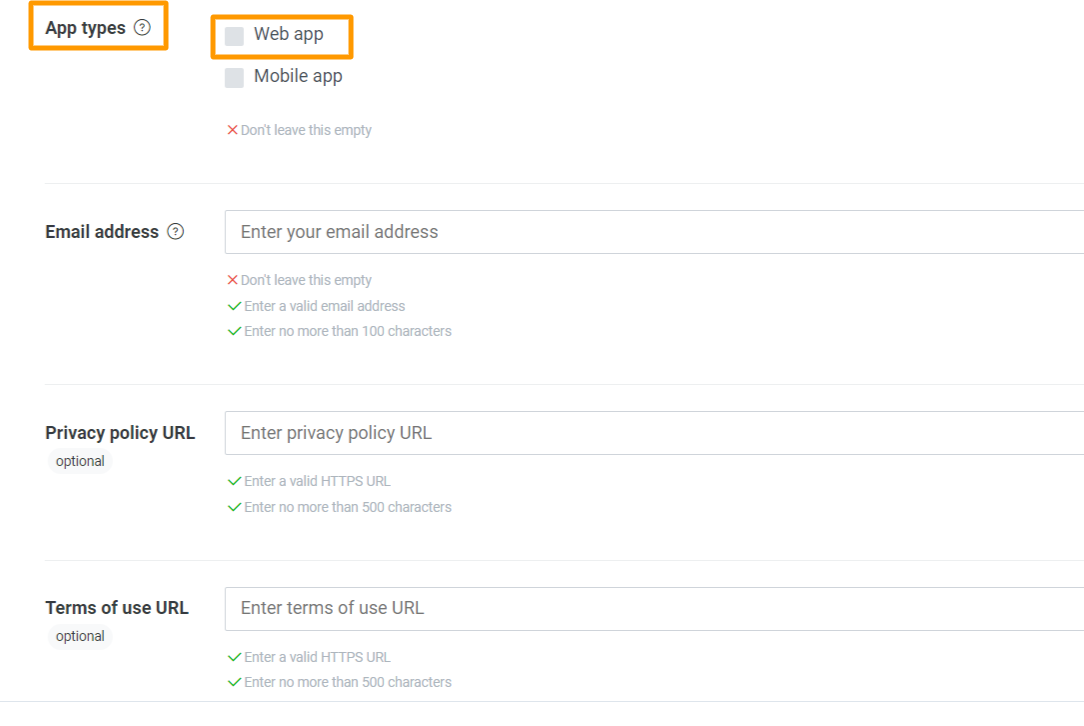 App types ?
Web app
Mobile app
Don't leave this empty
Email address ?
Enter your email address
Don't leave this empty
Enter a valid email address
Enter no more than 100 characters
Privacy policy URL
optional
Enter privacy policy URL
Enter a valid HTTPS URL
Enter no more than 500 characters
Terms of use URL
optional
Enter terms of use URL
Enter a valid HTTPS URL
Enter no more than 500 characters